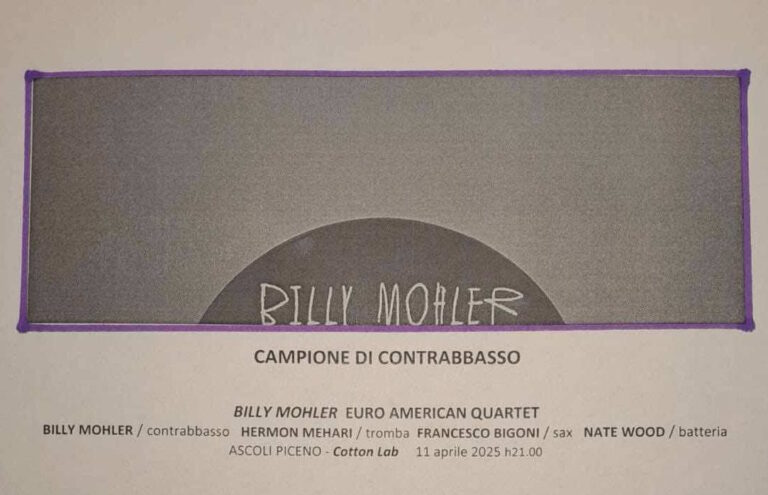 BILLY MOHLER
CAMPIONE DI CONTRABBASSO
BILLY MOHLER EURO AMERICAN QUARTET
BILLY MOHLER / contrabbasso HERMON MEHARI / tromba FRANCESCO BIGONI / sax NATE WOOD / batteria
ASCOLI PICENO - Cotton Lab 11 aprile 2025 h21.00